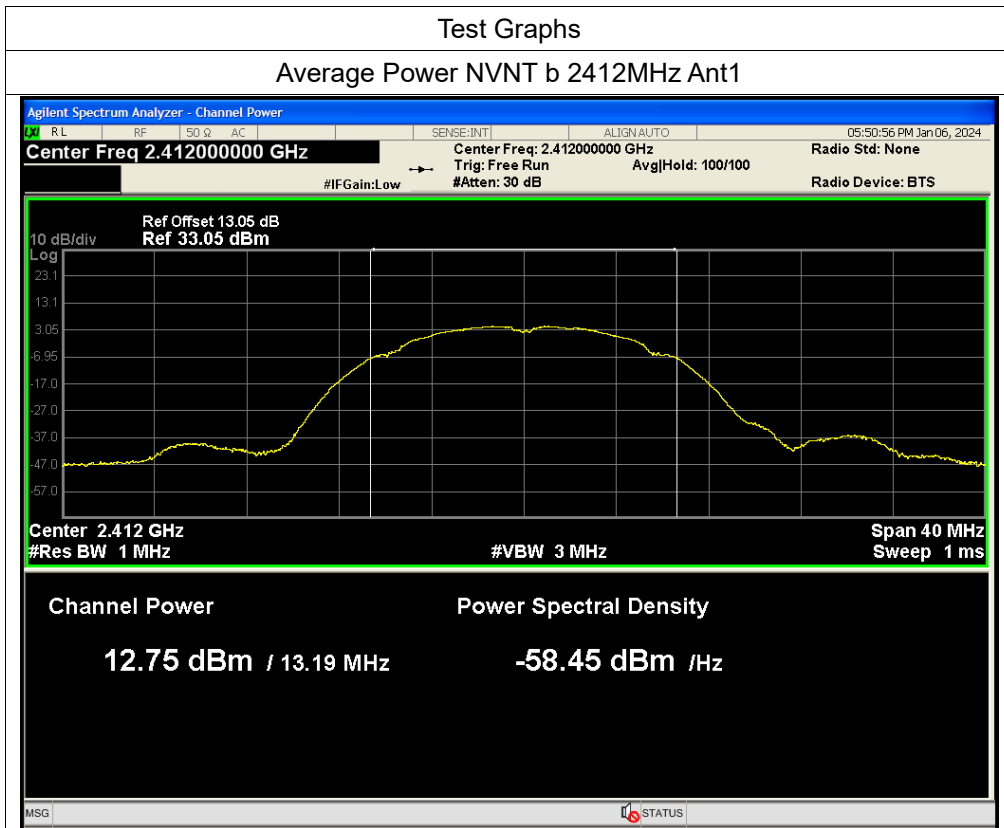 Test Graphs
Average Power NVNT b 2412MHz Ant1
Agilent Spectrum Analyzer - Channel Power
LXI RL RF 50 Ω AC SENSE:INT ALIGN AUTO 05:50:56 PM Jan 06, 2024
Center Freq 2.412000000 GHz Center Freq: 2.412000000 GHz Radio Std: None
Trig: Free Run Avg|Hold: 100/100
#IFGain:Low #Atten: 30 dB Radio Device: BTS
Ref Offset 13.05 dB
10 dB/div Ref 33.05 dBm
Log
23.1
13.1
3.05
-6.95
-17.0
-27.0
-37.0
-47.0
-57.0
Center 2.412 GHz Span 40 MHz
#Res BW 1 MHz #VBW 3 MHz Sweep 1 ms
Channel Power Power Spectral Density
12.75 dBm / 13.19 MHz -58.45 dBm /Hz
MSG STATUS